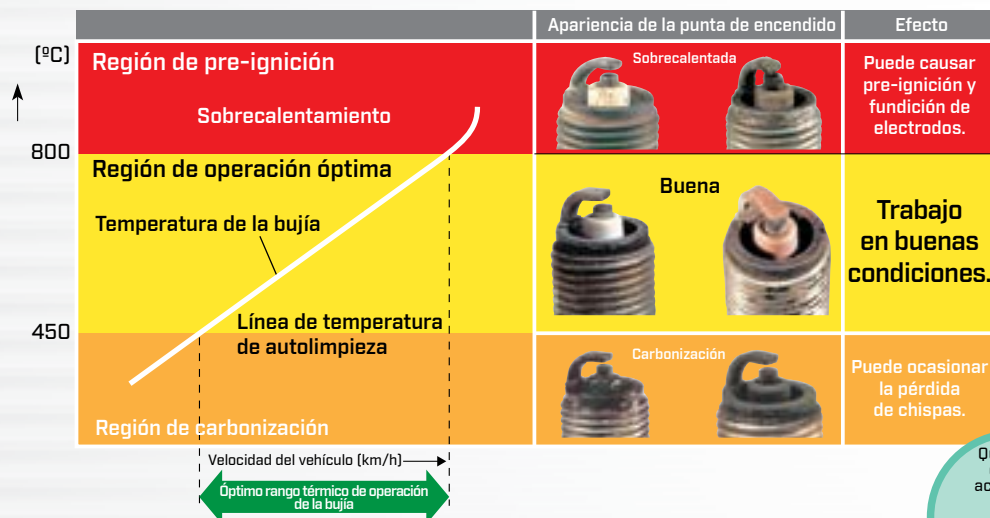 Apariencia de la punta de encendido
Efecto
(ºC)
Región de pre-ignición
Sobrecalentamiento
Sobrecalentada
Puede causar
pre-ignición y
fundición de
electrodos.
800
Región de operación óptima
Temperatura de la bujía
Buena
Trabajo
en buenas
condiciones.
450
Línea de temperatura
de autolimpieza
Región de carbonización
Carbonización
Puede ocasionar
la pérdida
de chispas.
Velocidad del vehículo (km/h)
Óptimo rango térmico de operación
de la bujía